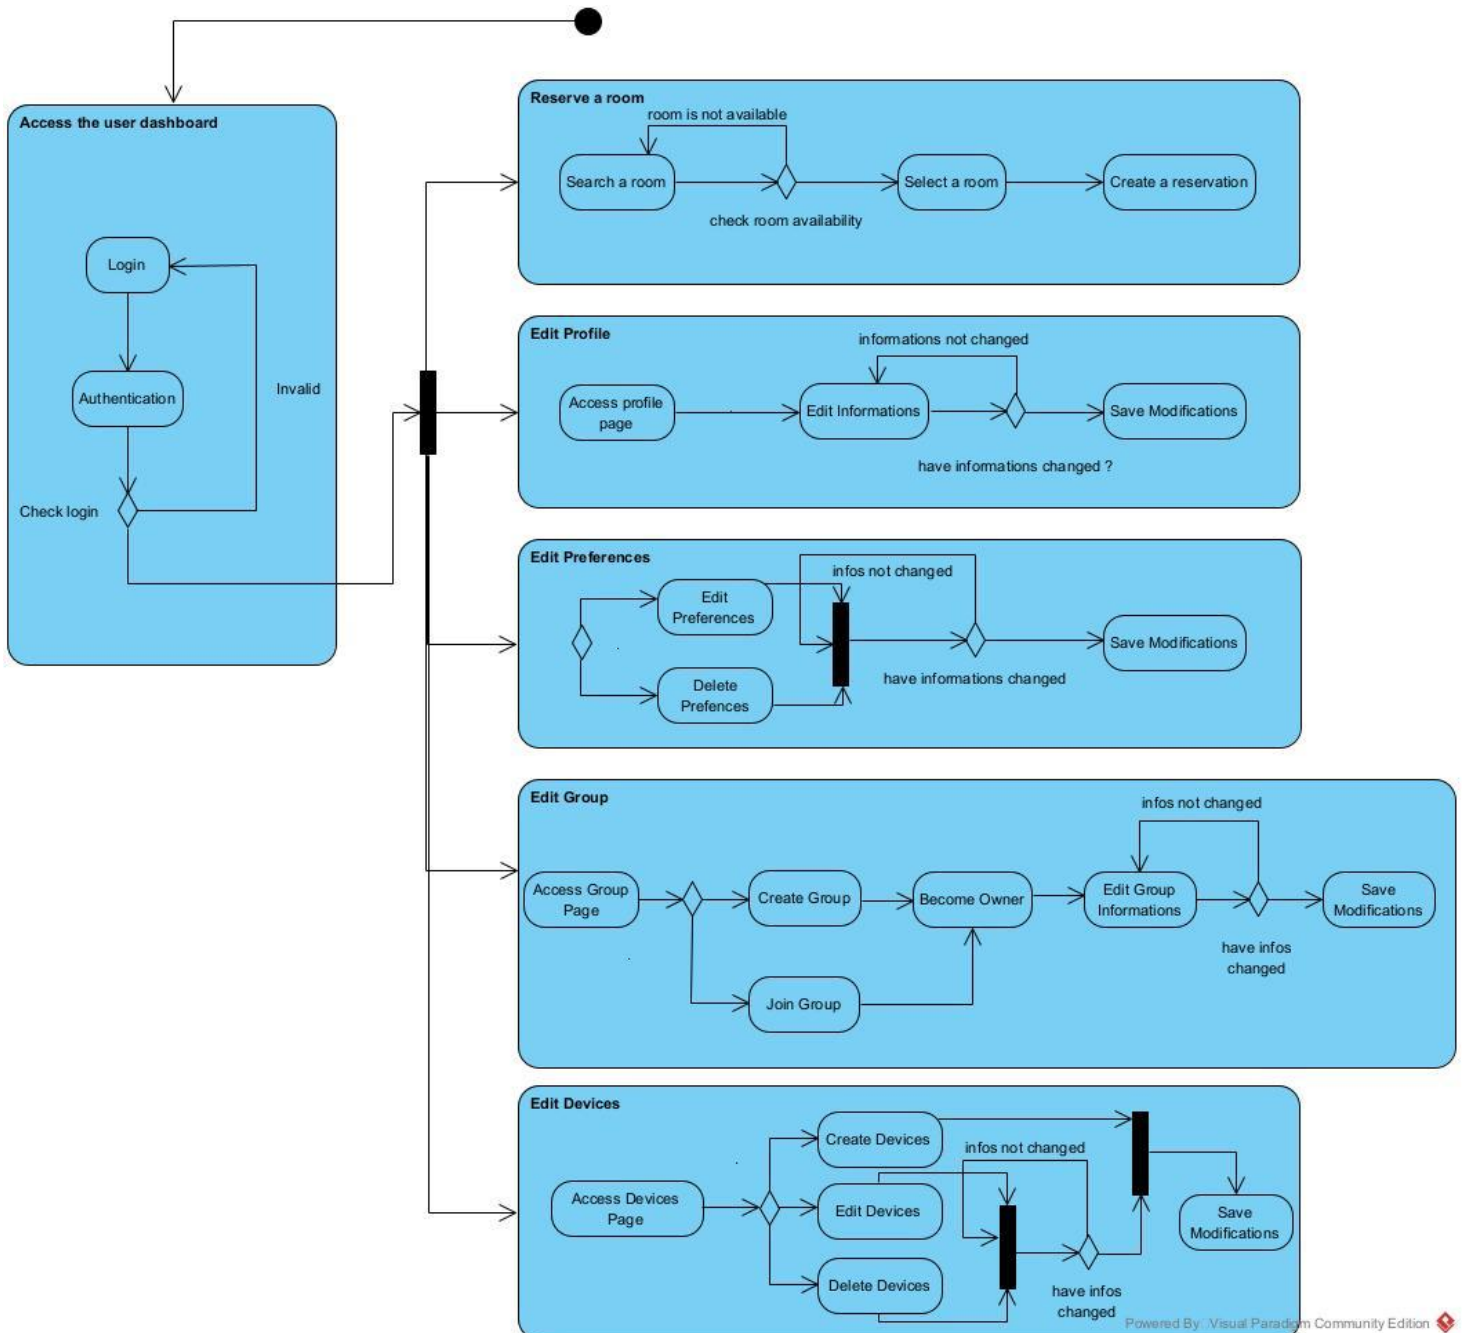 Access the user dashboard
Login
Authentication
Invalid
Check login
Reserve a room
room is not available
Search a room
Select a room
Create a reservation
check room availability
Edit Profile
informations not changed
Access profile
page
Edit Informations
Save Modifications
have informations changed ?
Edit Preferences
infos not changed
Edit
Preferences
Save Modifications
have informations changed
Delete
Prefences
Edit Group
infos not changed
Access Group
Page
Create Group
Become Owner
Edit Group
Informations
Save
Modifications
have infos
changed
Join Group
Edit Devices
Create Devices
infos not changed
Access Devices
Page
Edit Devices
Save
Modifications
Delete Devices
have infos
changed
Powered By Visual Paradigm Community Edition